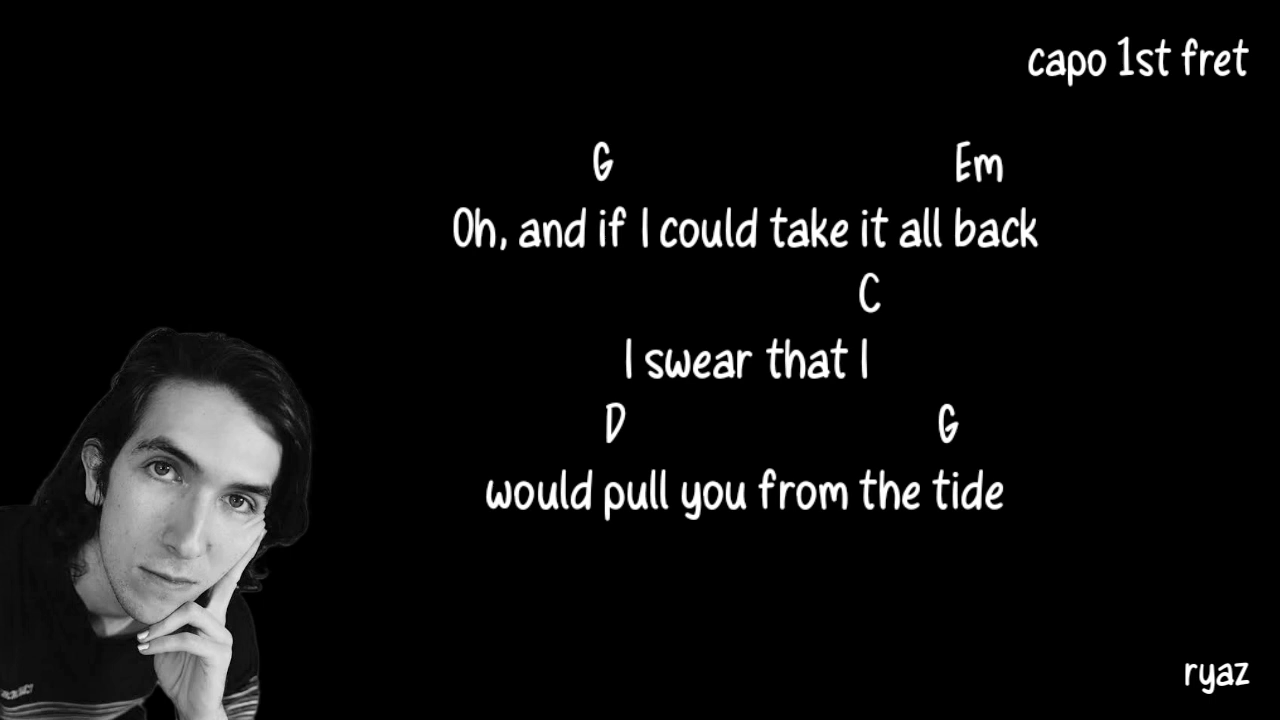 capo 1st fret
G Em
Oh, and if I could take it all back
C
I swear that I
D G
would pull you from the tide
ryaz